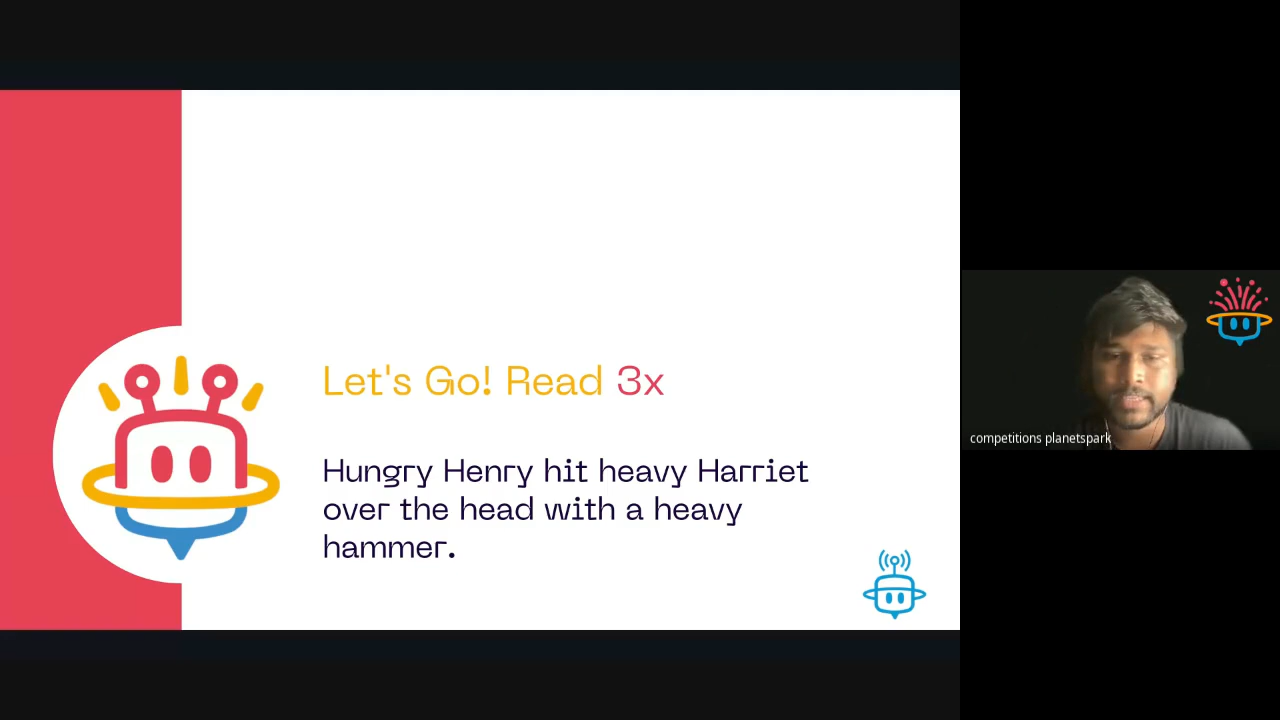 Let's Go! Read 3x
Hungry Henry hit heavy Harriet
over the head with a heavy
hammer.
competitions planetspark